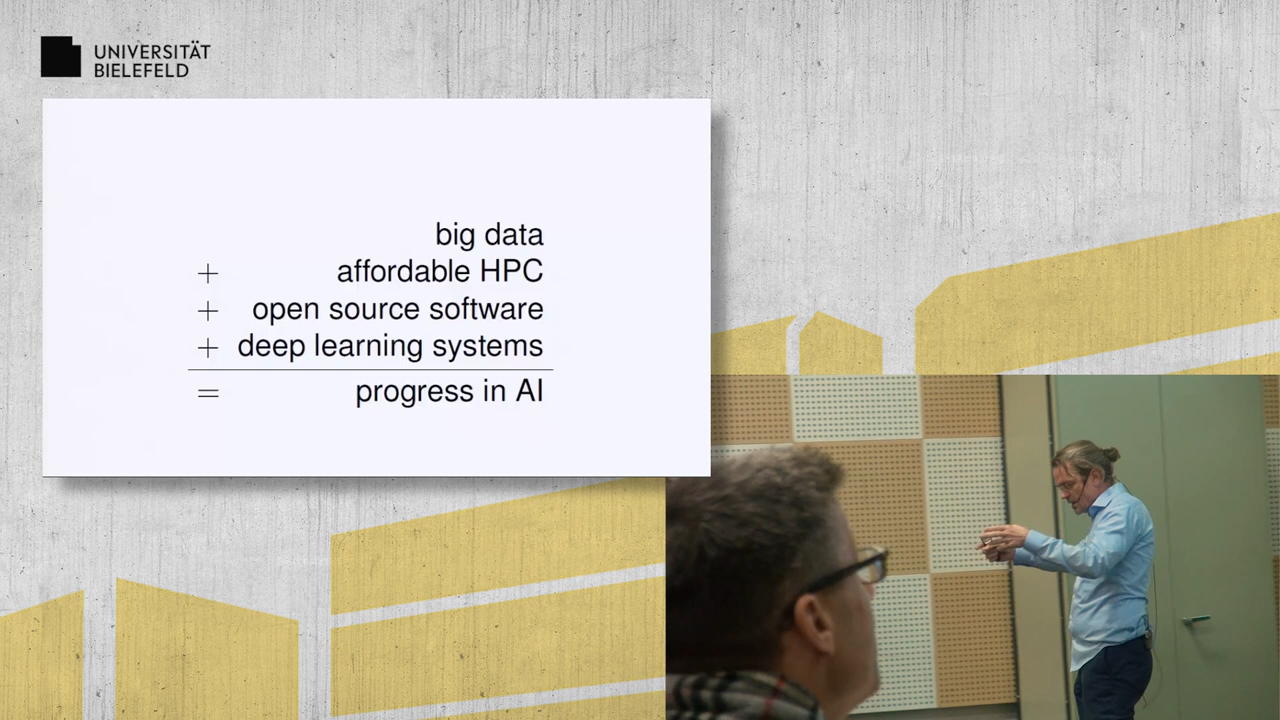 UNIVERSITÄT
BIELEFELD
big data
+ affordable HPC
+ open source software
+ deep learning systems
= progress in AI